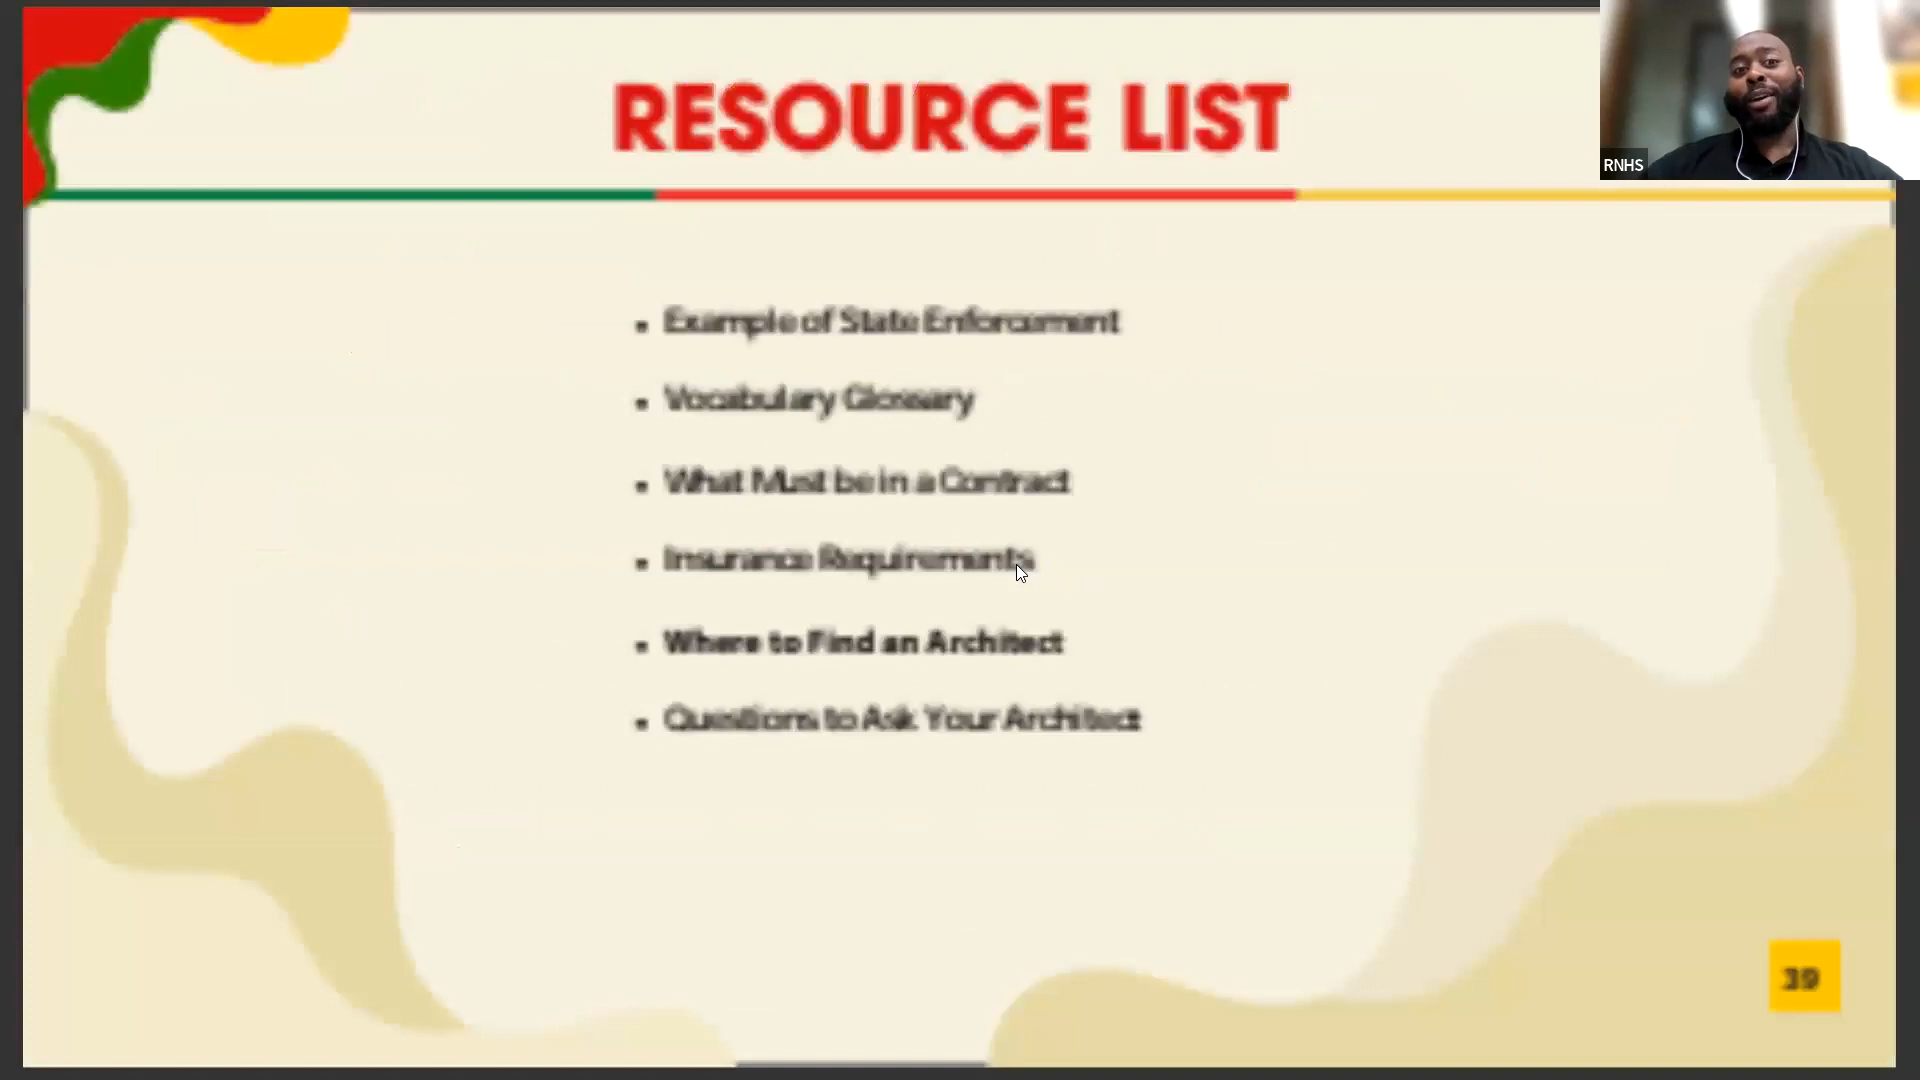 RESOURCE LIST
RNHS
• Example of State Enforcement
• Vocabulary Glossary
• What Must be in a Contract
• Insurance Requirements
• Where to Find an Architect
• Questions to Ask Your Architect
39